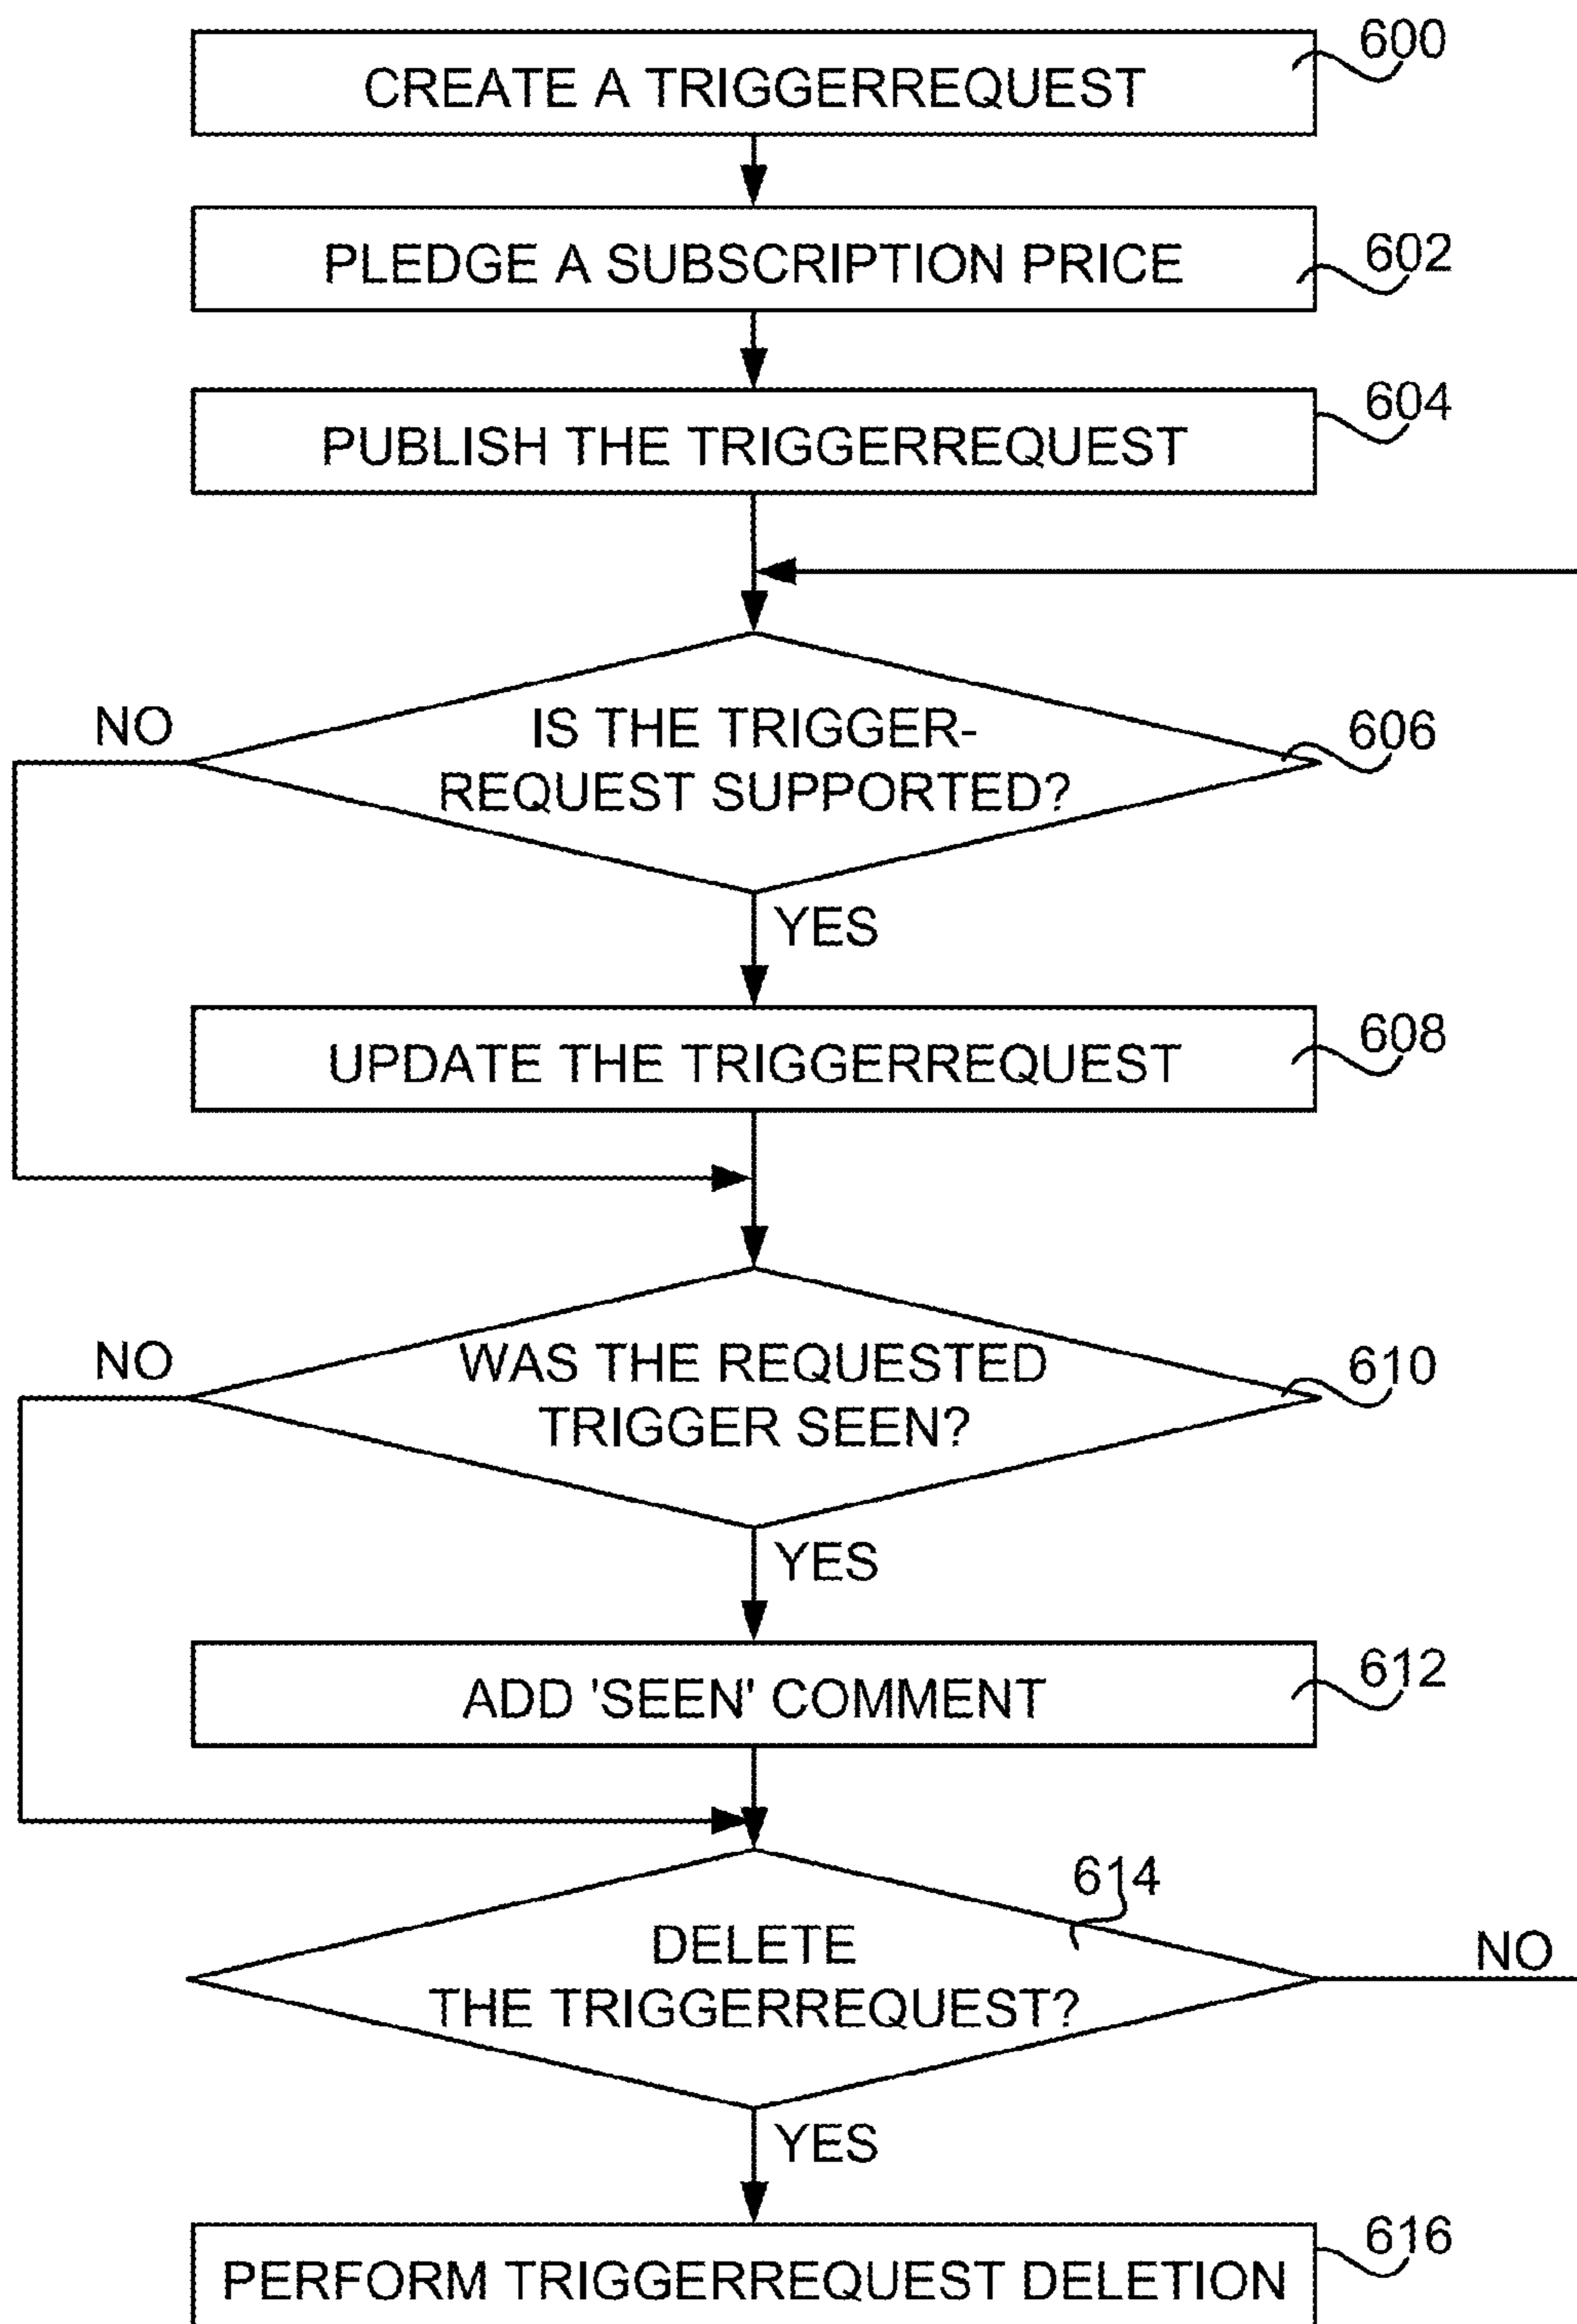 600
CREATE A TRIGGERREQUEST
602
PLEDGE A SUBSCRIPTION PRICE
604
PUBLISH THE TRIGGERREQUEST
NO
IS THE TRIGGER-
606
REQUEST SUPPORTED?
YES
608
UPDATE THE TRIGGERREQUEST
NO
WAS THE REQUESTED
610
TRIGGER SEEN?
YES
612
ADD 'SEEN' COMMENT
614
DELETE
NO
THE TRIGGERREQUEST?
YES
616
PERFORM TRIGGERREQUEST DELETION